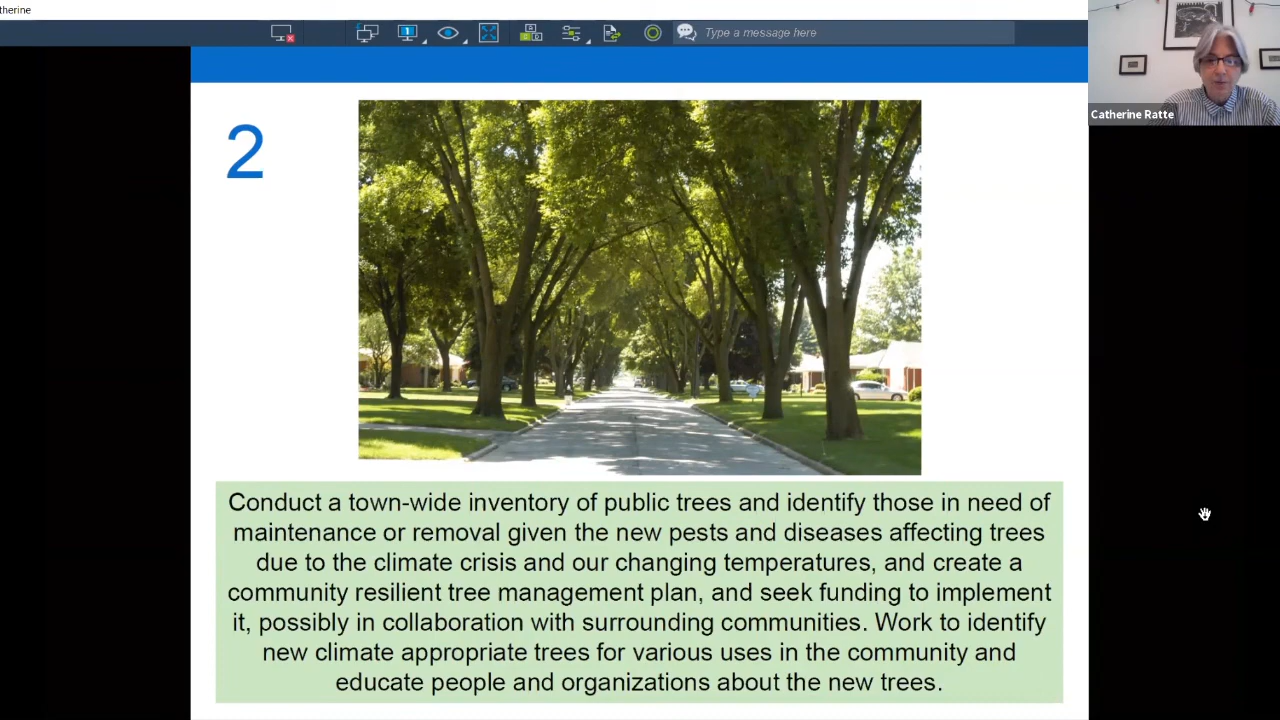 therine
1
Type a message here
Catherine Ratte
2
Conduct a town-wide inventory of public trees and identify those in need of
maintenance or removal given the new pests and diseases affecting trees
due to the climate crisis and our changing temperatures, and create a
community resilient tree management plan, and seek funding to implement
it, possibly in collaboration with surrounding communities. Work to identify
new climate appropriate trees for various uses in the community and
educate people and organizations about the new trees.